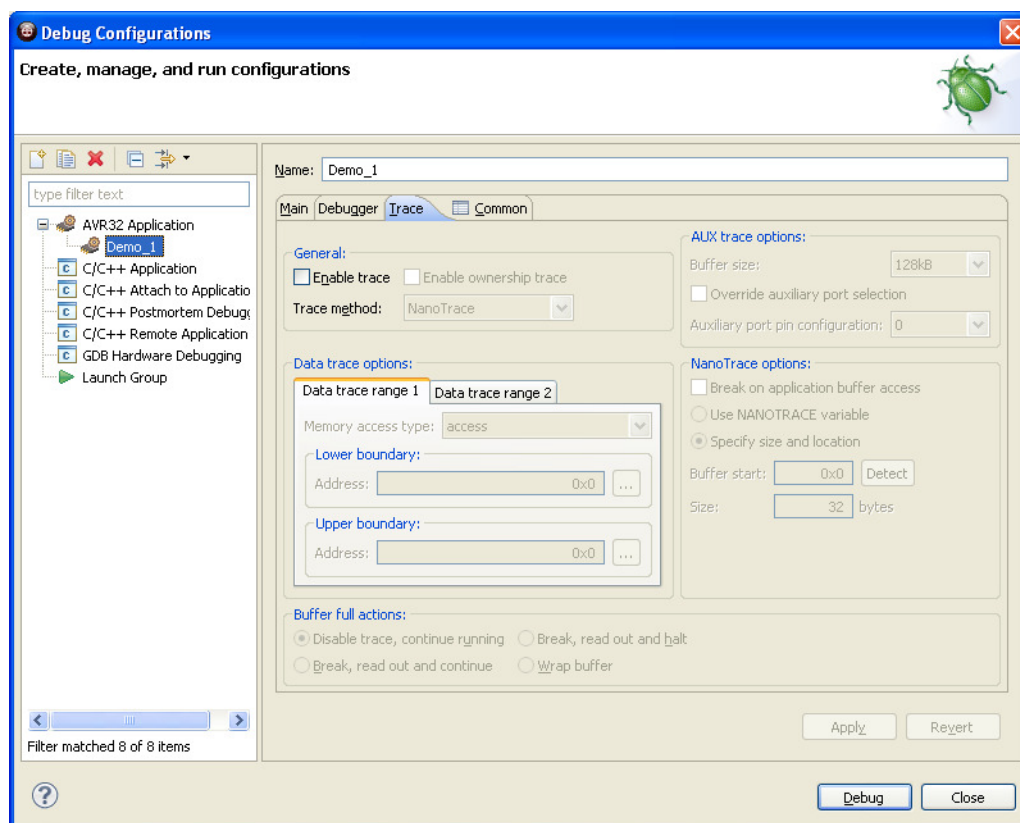 Debug Configurations
Create, manage, and run configurations
type filter text
AVR32 Application
Demo_1
C/C++ Application
C/C++ Attach to Applicatio
C/C++ Postmortem Debugg
C/C++ Remote Application
GDB Hardware Debugging
Launch Group
Filter matched 8 of 8 items
Name: Demo_1
Main Debugger Trace Common
General:
Enable trace Enable ownership trace
Trace method: NanoTrace
AUX trace options:
Buffer size: 128kB
Override auxiliary port selection
Auxiliary port pin configuration: 0
Data trace options:
Data trace range 1 Data trace range 2
Memory access type: access
Lower boundary:
Address: 0x0 ...
Upper boundary:
Address: 0x0 ...
NanoTrace options:
Break on application buffer access
Use NANOTRACE variable
Specify size and location
Buffer start: 0x0 Detect
Size: 32 bytes
Buffer full actions:
Disable trace, continue running Break, read out and halt
Break, read out and continue Wrap buffer
Apply Revert
? Debug Close